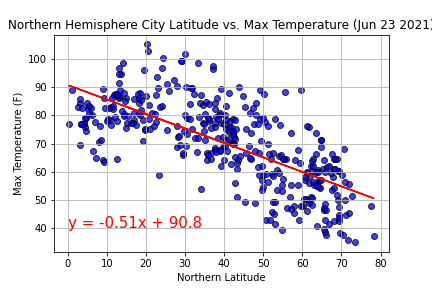 Northern Hemisphere City Latitude vs. Max Temperature (Jun 23 2021)
Max Temperature (F)
100
90
80
70
60
50
40
y = -0.51x + 90.8
0 10 20 30 40 50 60 70 80
Northern Latitude